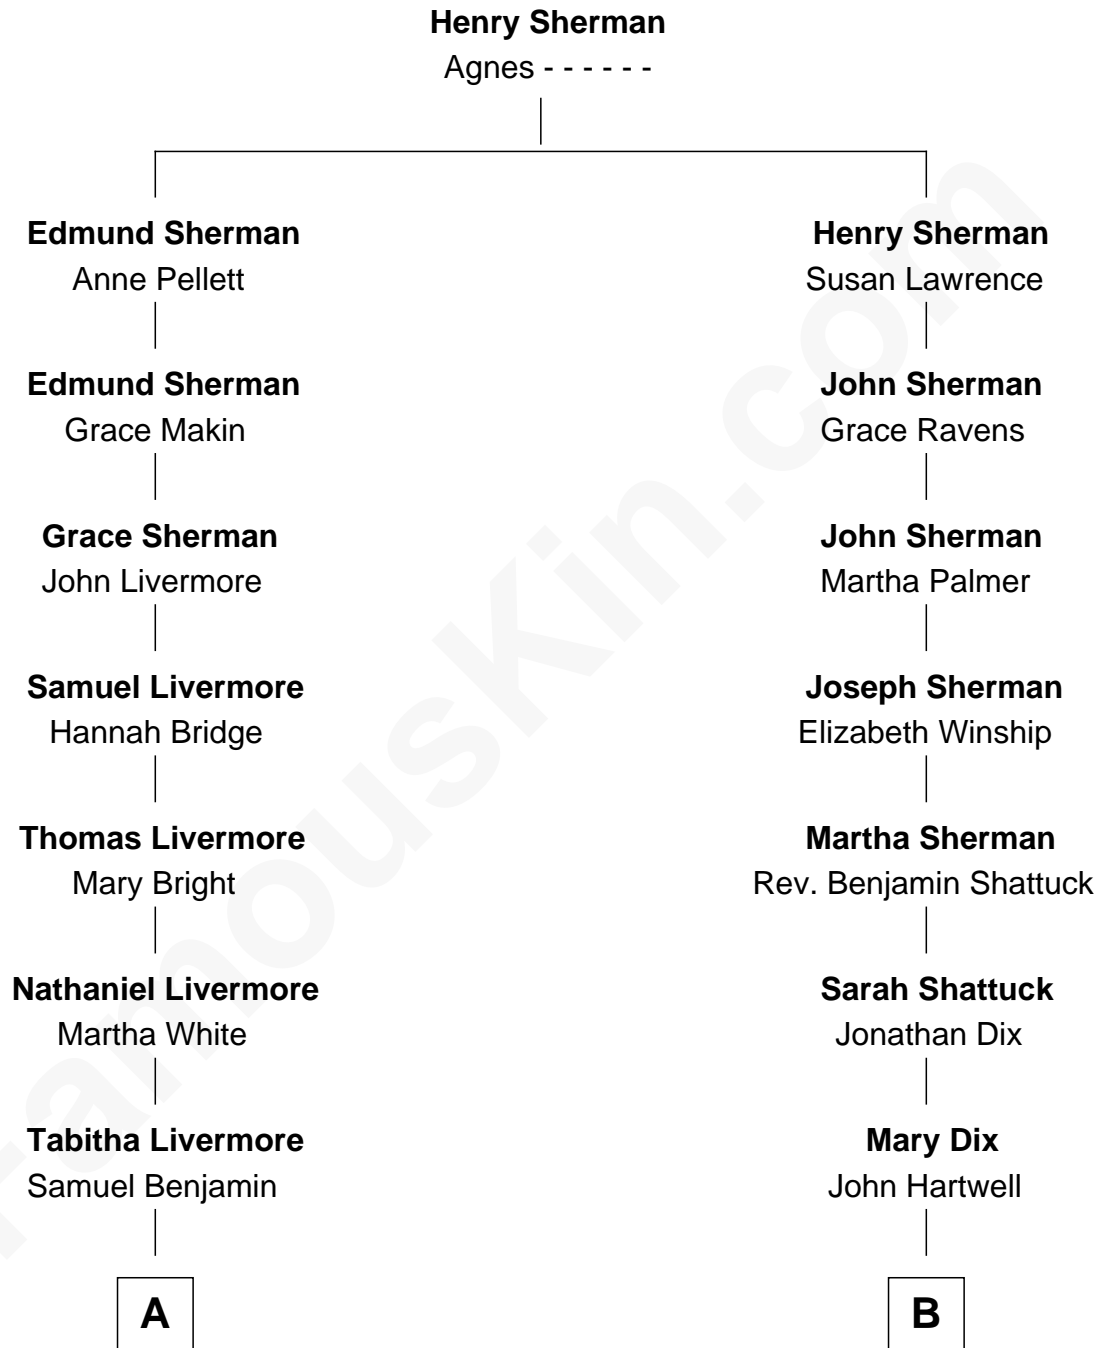 Henry Sherman
Agnes - - - - - -
Edmund Sherman
Anne Pellett
Henry Sherman
Susan Lawrence
Edmund Sherman
Grace Makin
John Sherman
Grace Ravens
Grace Sherman
John Livermore
John Sherman
Martha Palmer
Samuel Livermore
Hannah Bridge
Joseph Sherman
Elizabeth Winship
Thomas Livermore
Mary Bright
Martha Sherman
Rev. Benjamin Shattuck
Nathaniel Livermore
Martha White
Sarah Shattuck
Jonathan Dix
Tabitha Livermore
Samuel Benjamin
Mary Dix
John Hartwell
A
B
FamousKin.com